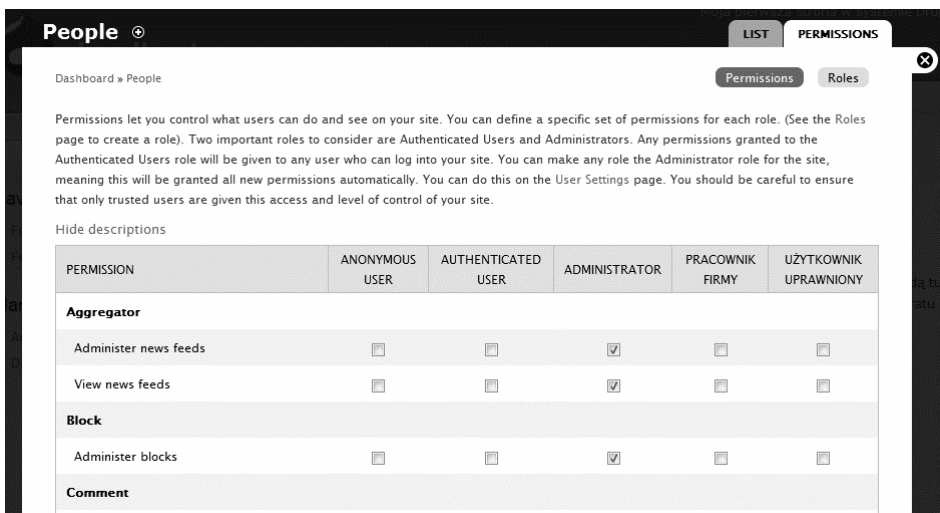 Moja pierwsza strona w systemie Dru
People
LIST
PERMISSIONS
Dashboard » People
Permissions
Roles
Permissions let you control what users can do and see on your site. You can define a specific set of permissions for each role. (See the Roles
page to create a role). Two important roles to consider are Authenticated Users and Administrators. Any permissions granted to the
Authenticated Users role will be given to any user who can log into your site. You can make any role the Administrator role for the site,
meaning this will be granted all new permissions automatically. You can do this on the User Settings page. You should be careful to ensure
that only trusted users are given this access and level of control of your site.
Hide descriptions
PERMISSION
ANONYMOUS
USER
AUTHENTICATED
USER
ADMINISTRATOR
PRACOWNIK
FIRMY
UŻYTKOWNIK
UPRAWNIONY
Aggregator
Administer news feeds
View news feeds
Block
Administer blocks
Comment